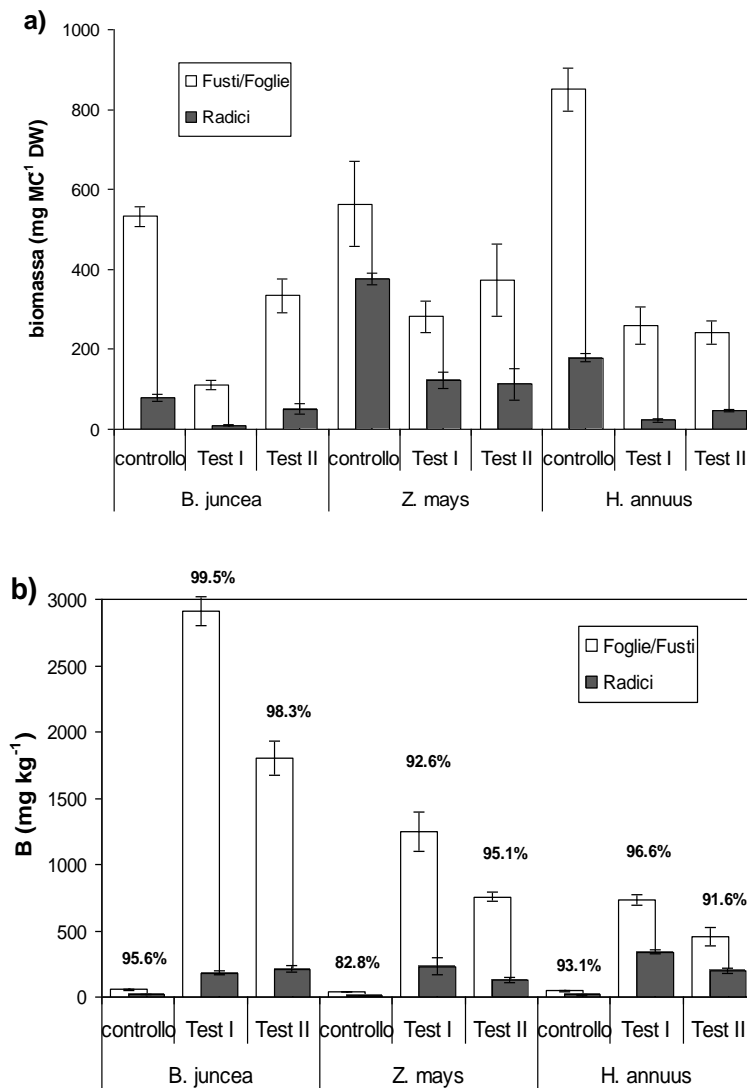 a)
1000
800
600
400
200
0
biomassa (mg MC⁻¹ DW)
Fusti/Foglie
Radici
controllo Test I Test II controllo Test I Test II controllo Test I Test II
B. juncea Z. mays H. annuus
b)
3000
2500
2000
1500
1000
500
0
B (mg kg⁻¹)
Foglie/Fusti
Radici
95.6% 99.5% 98.3% 82.8% 92.6% 95.1% 93.1% 96.6% 91.6%
controllo Test I Test II controllo Test I Test II controllo Test I Test II
B. juncea Z. mays H. annuus